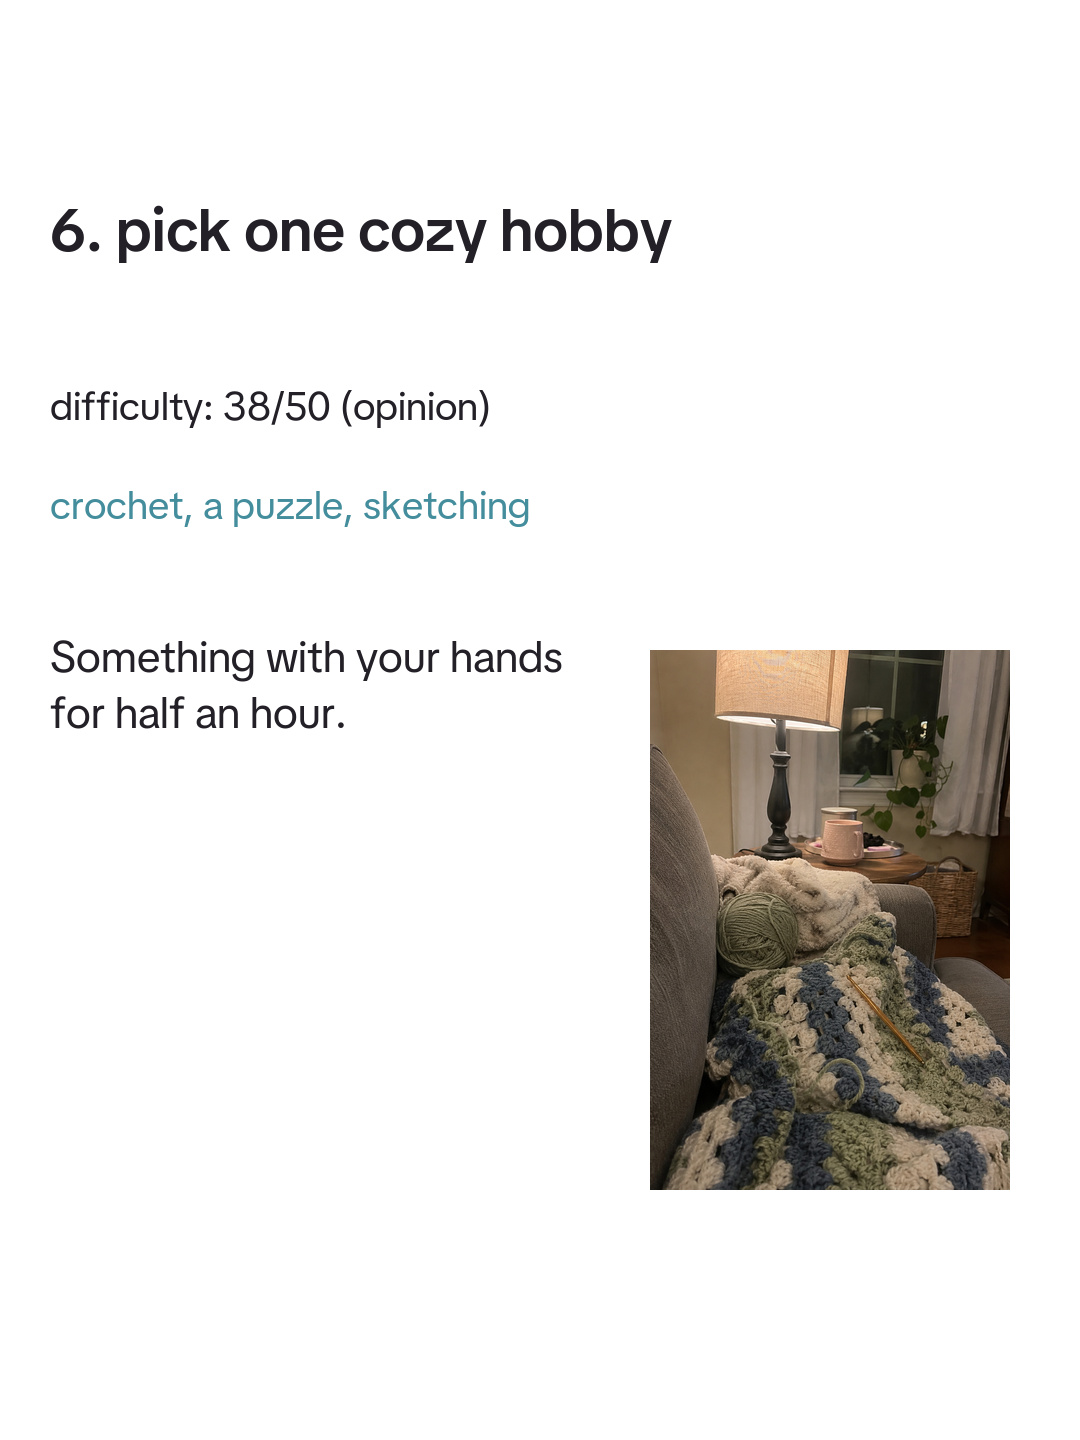 6. pick one cozy hobby
difficulty: 38/50 (opinion)
crochet, a puzzle, sketching
Something with your hands
for half an hour.